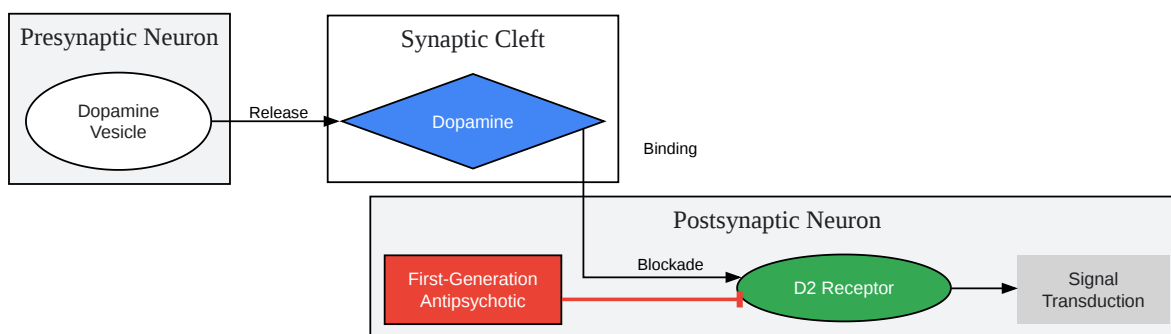 Presynaptic Neuron
Dopamine
Vesicle
Release
Synaptic Cleft
Dopamine
Binding
Postsynaptic Neuron
First-Generation
Antipsychotic
Blockade
D2 Receptor
Signal
Transduction